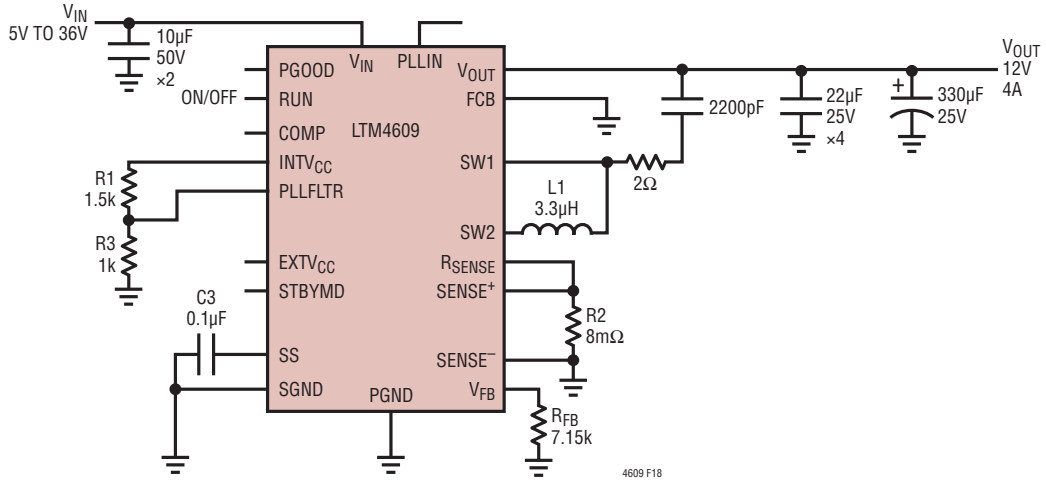 VIN
5V TO 36V
10µF
50V
×2
VIN
PLLIN
PGOOD
VOUT
VOUT
12V
4A
ON/OFF
RUN
FCB
2200pF
22µF
25V
×4
+
330µF
25V
COMP
LTM4609
INTVCC
SW1
2Ω
R1
1.5k
PLLFLTR
L1
3.3µH
SW2
R3
1k
EXTVCC
RSENSE
STBYMD
SENSE+
C3
0.1µF
R2
8mΩ
SS
SENSE–
SGND
PGND
VFB
RFB
7.15k
4609 F18